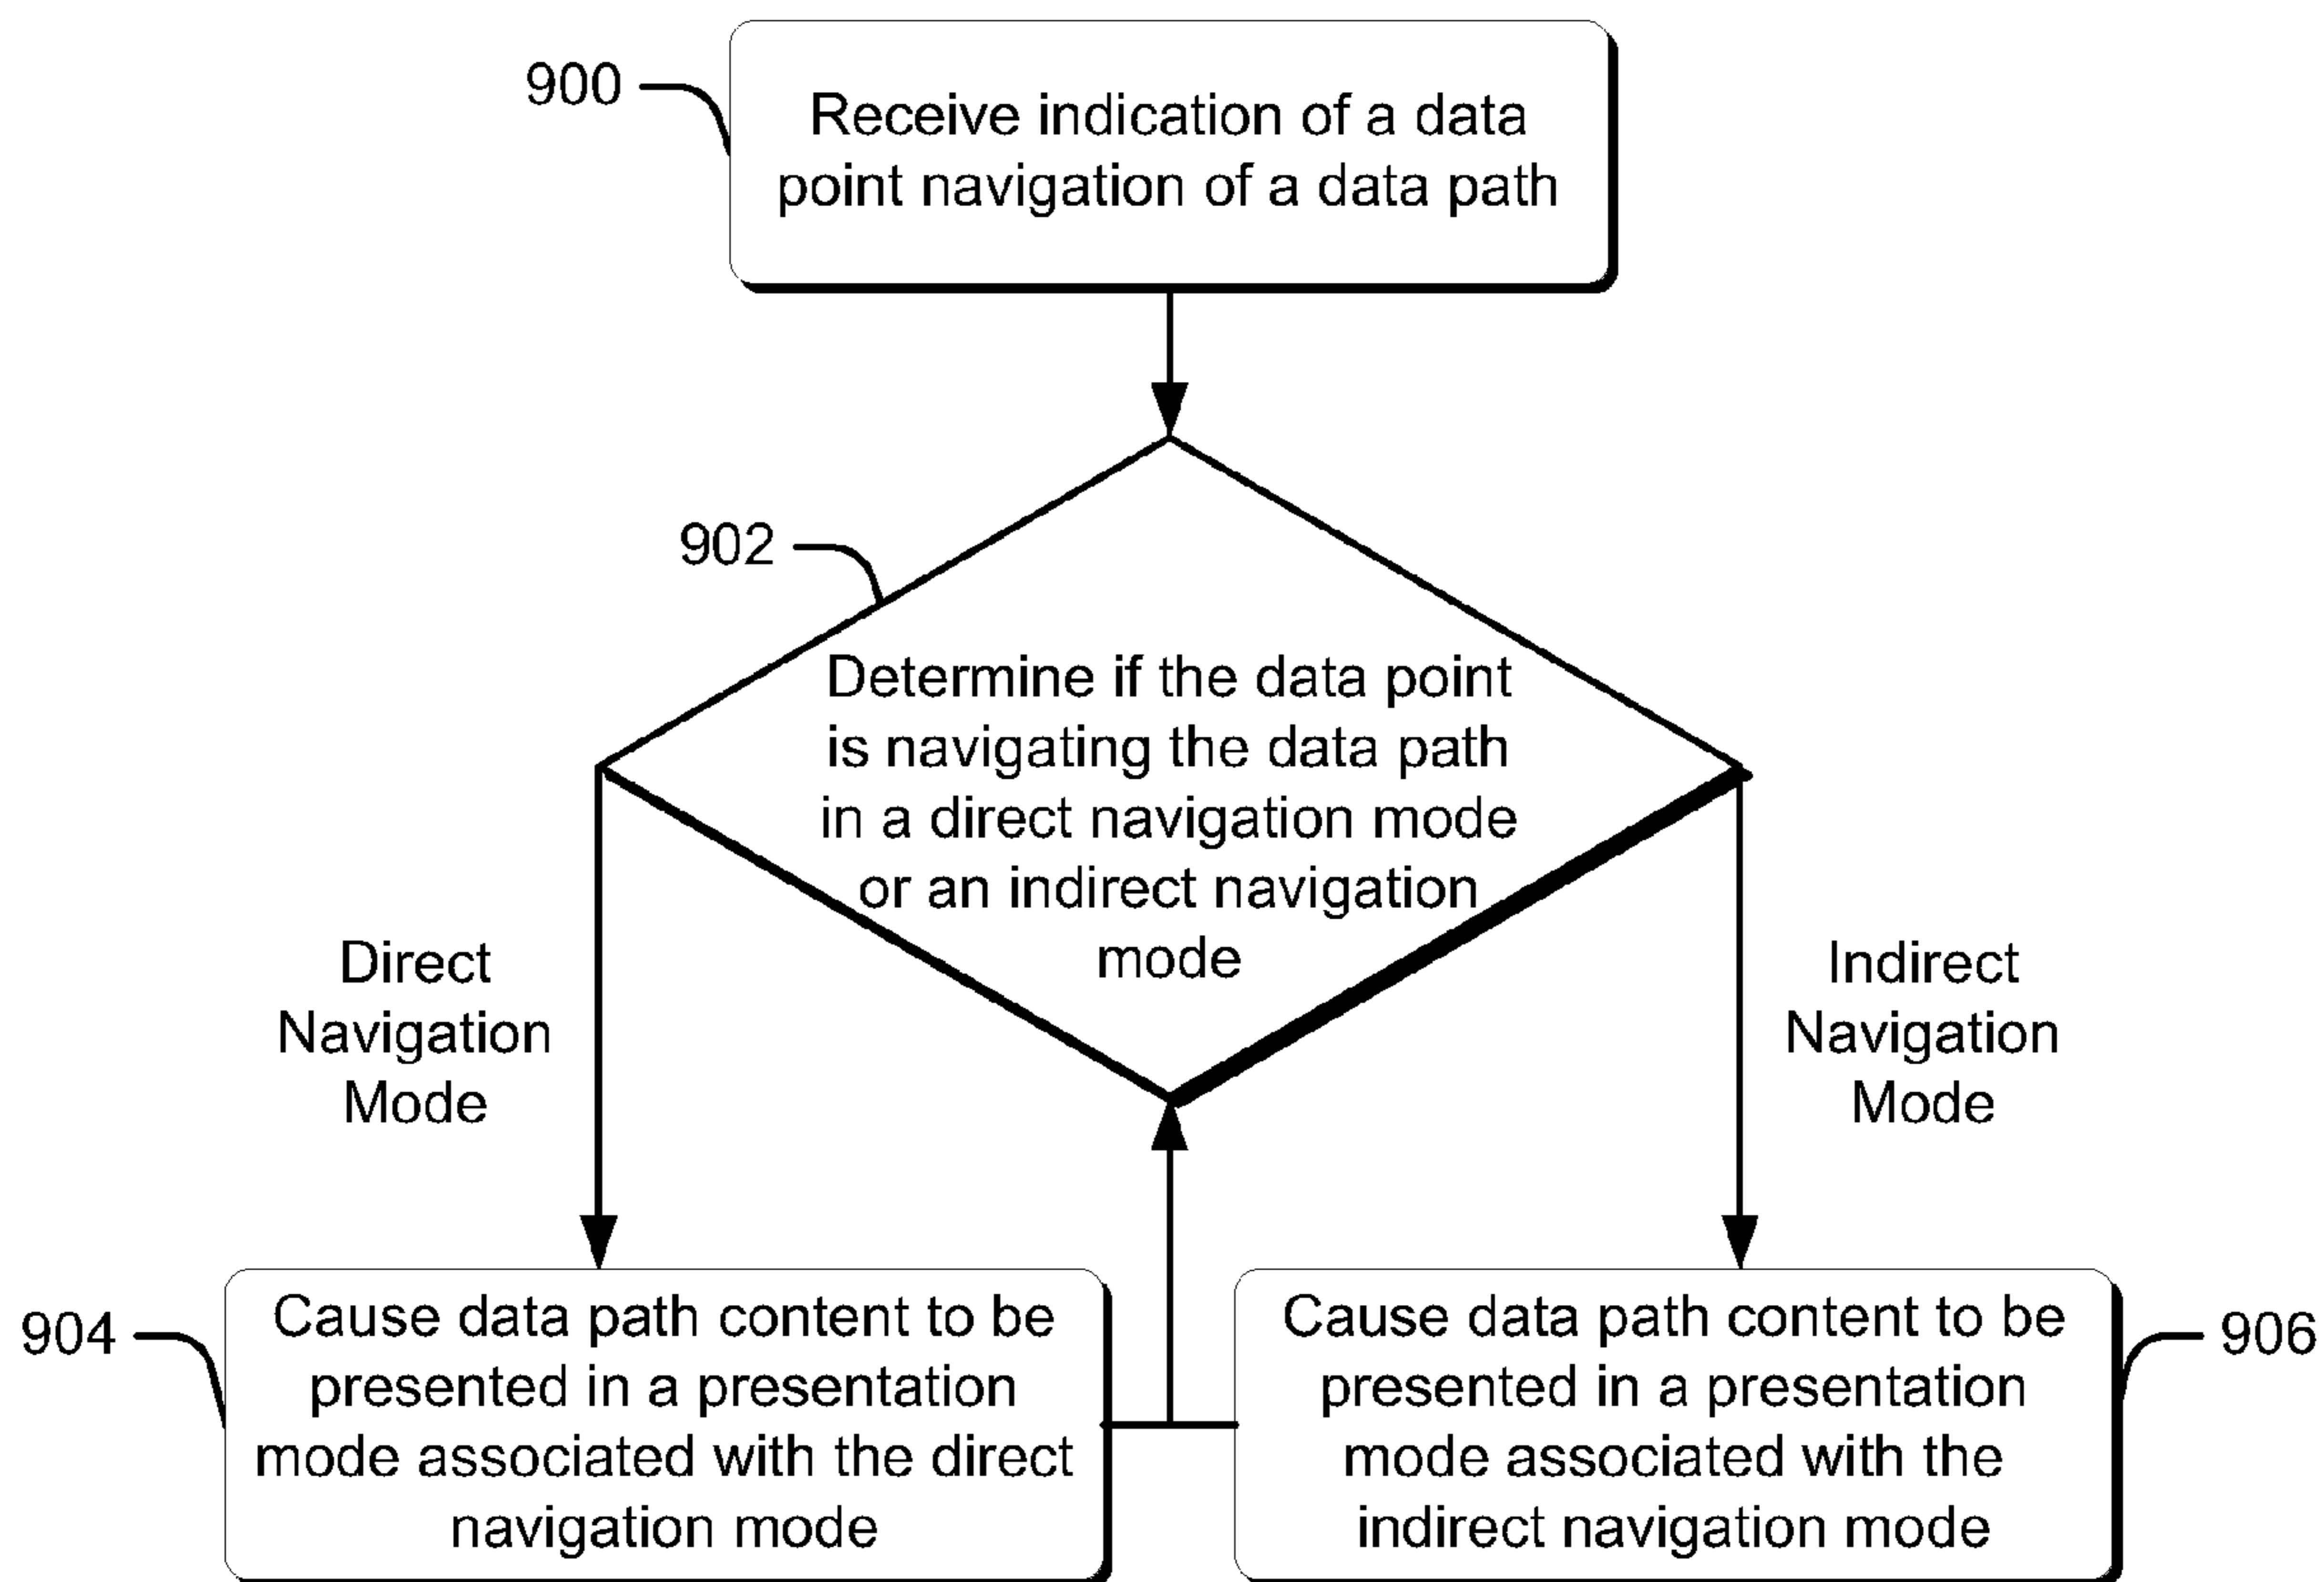 900
Receive indication of a data
point navigation of a data path
902
Determine if the data point
is navigating the data path
in a direct navigation mode
or an indirect navigation
mode
Direct
Navigation
Mode
Indirect
Navigation
Mode
904
Cause data path content to be
presented in a presentation
mode associated with the direct
navigation mode
Cause data path content to be
presented in a presentation
mode associated with the
indirect navigation mode
906